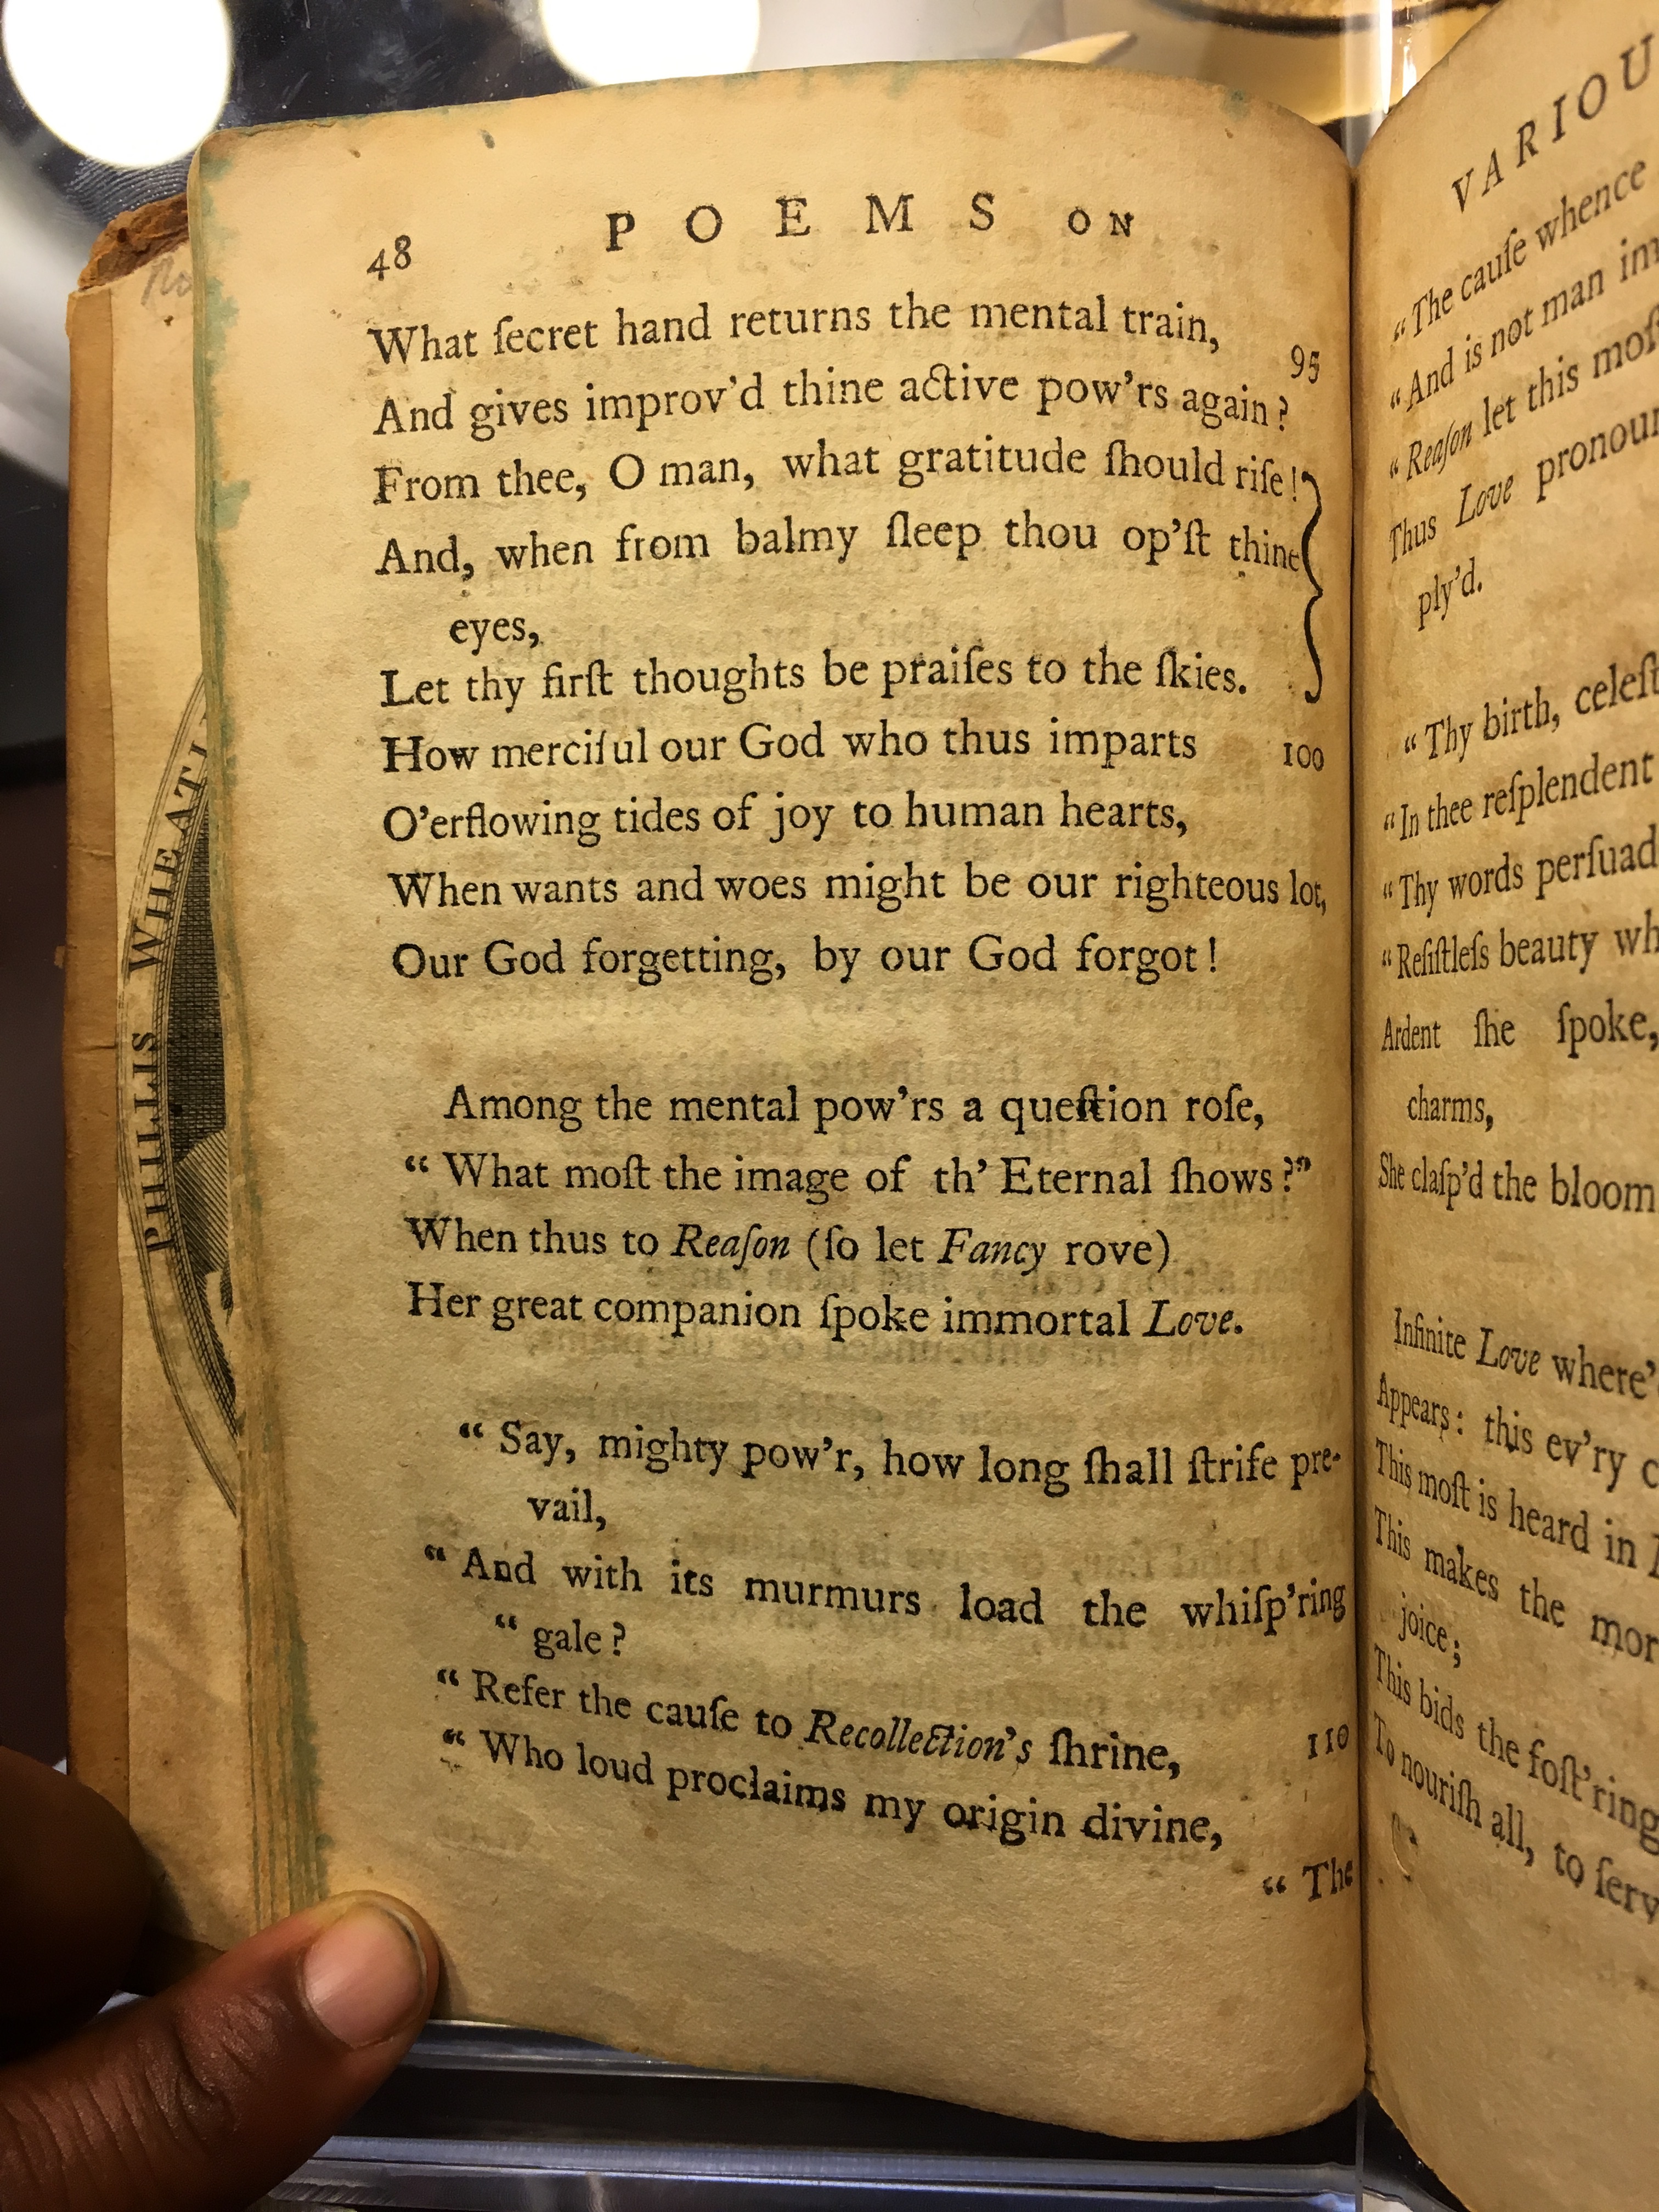 PHILLIS WHEATL
48
POEMS ON
What ſecret hand returns the mental train,
And gives improv'd thine active pow'rs again? 95
From thee, O man, what gratitude ſhould riſe!
And, when from balmy ſleep thou op'ſt thine
eyes,
Let thy firſt thoughts be praiſes to the ſkies.
How merciful our God who thus imparts 100
O'erflowing tides of joy to human hearts,
When wants and woes might be our righteous lot,
Our God forgetting, by our God forgot!
Among the mental pow'rs a queſtion roſe,
“ What moſt the image of th' Eternal ſhows?”
When thus to Reaſon (ſo let Fancy rove)
Her great companion ſpoke immortal Love.
“ Say, mighty pow'r, how long ſhall ſtrife pre-
vail,
“ And with its murmurs load the whiſp'ring
“ gale?
“ Refer the cauſe to Recollection's ſhrine, 110
“ Who loud proclaims my origin divine,
“ The
VARIOU
“ The cauſe whence
“ And is not man im
“ Reaſon let this moſ
Thus Love pronoun
ply'd.
“ Thy birth, celeſt
“ In thee reſplendent
“ Thy words perſuad
“ Reſiſtleſs beauty wh
Ardent ſhe ſpoke,
charms,
She claſp'd the bloom
Infinite Love where'
Appears: this ev'ry c
This moſt is heard in
This makes the mor
joice;
This bids the foſt'ring
To nouriſh all, to ſerv